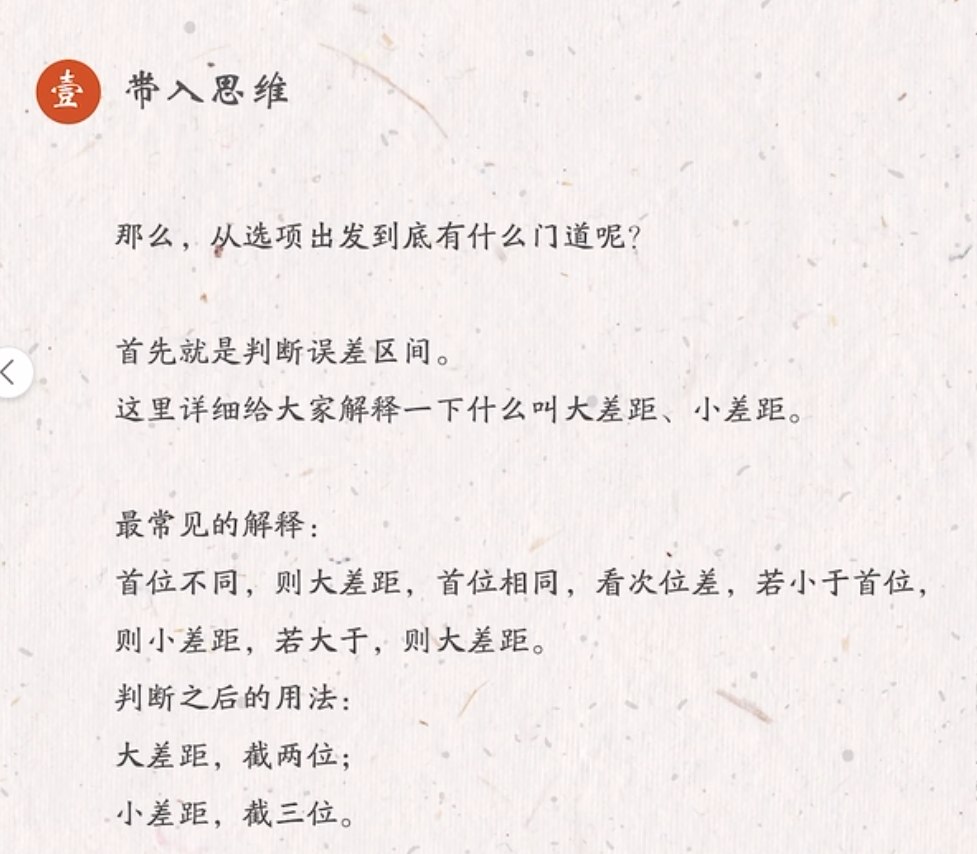 壹 带入思维
那么，从选项出发到底有什么门道呢?
首先就是判断误差区间。
这里详细给大家解释一下什么叫大差距、小差距。
最常见的解释：
首位不同，则大差距，首位相同，看次位差，若小于首位，
则小差距，若大于，则大差距。
判断之后的用法：
大差距，截两位；
小差距，截三位。